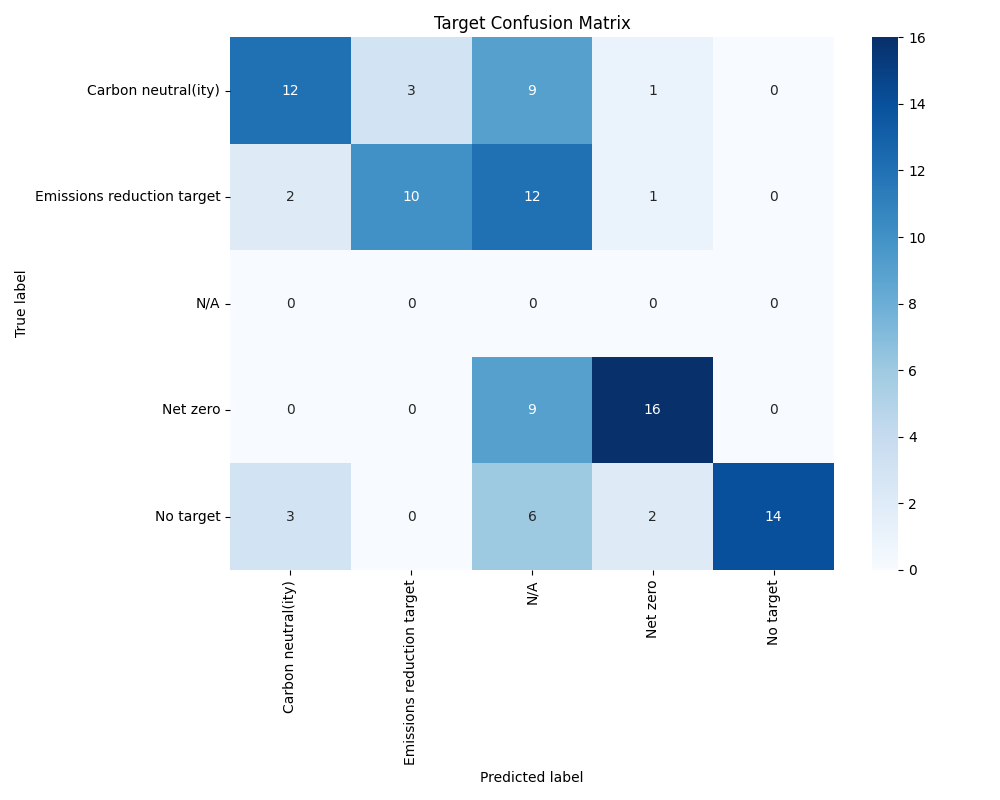 Target Confusion Matrix
Carbon neutral(ity) 12 3 9 1 0
Emissions reduction target 2 10 12 1 0
N/A 0 0 0 0 0
Net zero 0 0 9 16 0
No target 3 0 6 2 14
True label
Carbon neutral(ity)
Emissions reduction target
N/A
Net zero
No target
Predicted label
16
14
12
10
8
6
4
2
0